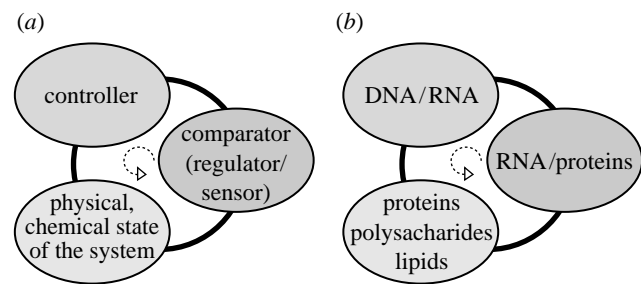 (a)
controller
comparator
(regulator/
sensor)
physical,
chemical state
of the system
(b)
DNA/RNA
RNA/proteins
proteins
polysacharides
lipids